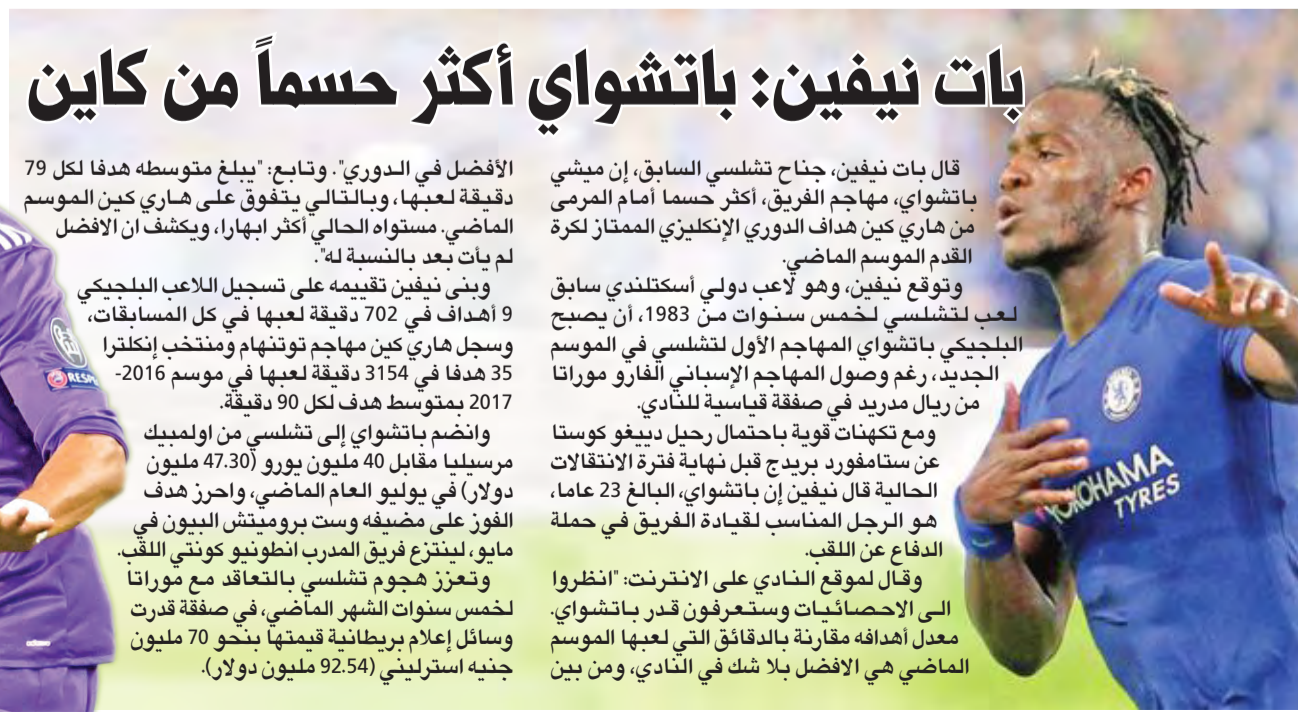 بات نيفين: باتشواي أكثر حسماً من كاين
قال بات نيفين، جناح تشلسي السابق، إن ميشي
باتشواي، مهاجم الفريق، أكثر حسما أمام المرمى
من هاري كين هداف الدوري الإنكليزي الممتاز لكرة
القدم الموسم الماضي.
وتوقع نيفين، وهو لاعب دولي أسكتلندي سابق
لعب لتشلسي لخمس سنوات من 1983، أن يصبح
البلجيكي باتشواي المهاجم الأول لتشلسي في الموسم
الجديد، رغم وصول المهاجم الإسباني الفارو موراتا
من ريال مدريد في صفقة قياسية للنادي.
ومع تكهنات قوية باحتمال رحيل دييغو كوستا
عن ستامفورد بريدج قبل نهاية فترة الانتقالات
الحالية قال نيفين إن باتشواي، البالغ 23 عاما،
هو الرجل المناسب لقيادة الفريق في حملة
الدفاع عن اللقب.
وقال لموقع النادي على الانترنت: "انظروا
الى الاحصائيات وستعرفون قدر باتشواي.
معدل أهدافه مقارنة بالدقائق التي لعبها الموسم
الماضي هي الافضل بلا شك في النادي، ومن بين
الأفضل في الدوري". وتابع: "يبلغ متوسطه هدفا لكل 79
دقيقة لعبها، وبالتالي يتفوق على هاري كين الموسم
الماضي. مستواه الحالي أكثر ابهارا، ويكشف ان الافضل
لم يأت بعد بالنسبة له".
وبنى نيفين تقييمه على تسجيل اللاعب البلجيكي
9 أهداف في 702 دقيقة لعبها في كل المسابقات،
وسجل هاري كين مهاجم توتنهام ومنتخب إنكلترا
35 هدفا في 3154 دقيقة لعبها في موسم 2016-
2017 بمتوسط هدف لكل 90 دقيقة.
وانضم باتشواي إلى تشلسي من اولمبيك
مرسيليا مقابل 40 مليون يورو (47.30 مليون
دولار) في يوليو العام الماضي، واحرز هدف
الفوز على مضيفه وست بروميتش البيون في
مايو، لينتزع فريق المدرب انطونيو كونتي اللقب.
وتعزز هجوم تشلسي بالتعاقد مع موراتا
لخمس سنوات الشهر الماضي، في صفقة قدرت
وسائل إعلام بريطانية قيمتها بنحو 70 مليون
جنيه استرليني (92.54 مليون دولار).
YOKOHAMA
TYRES